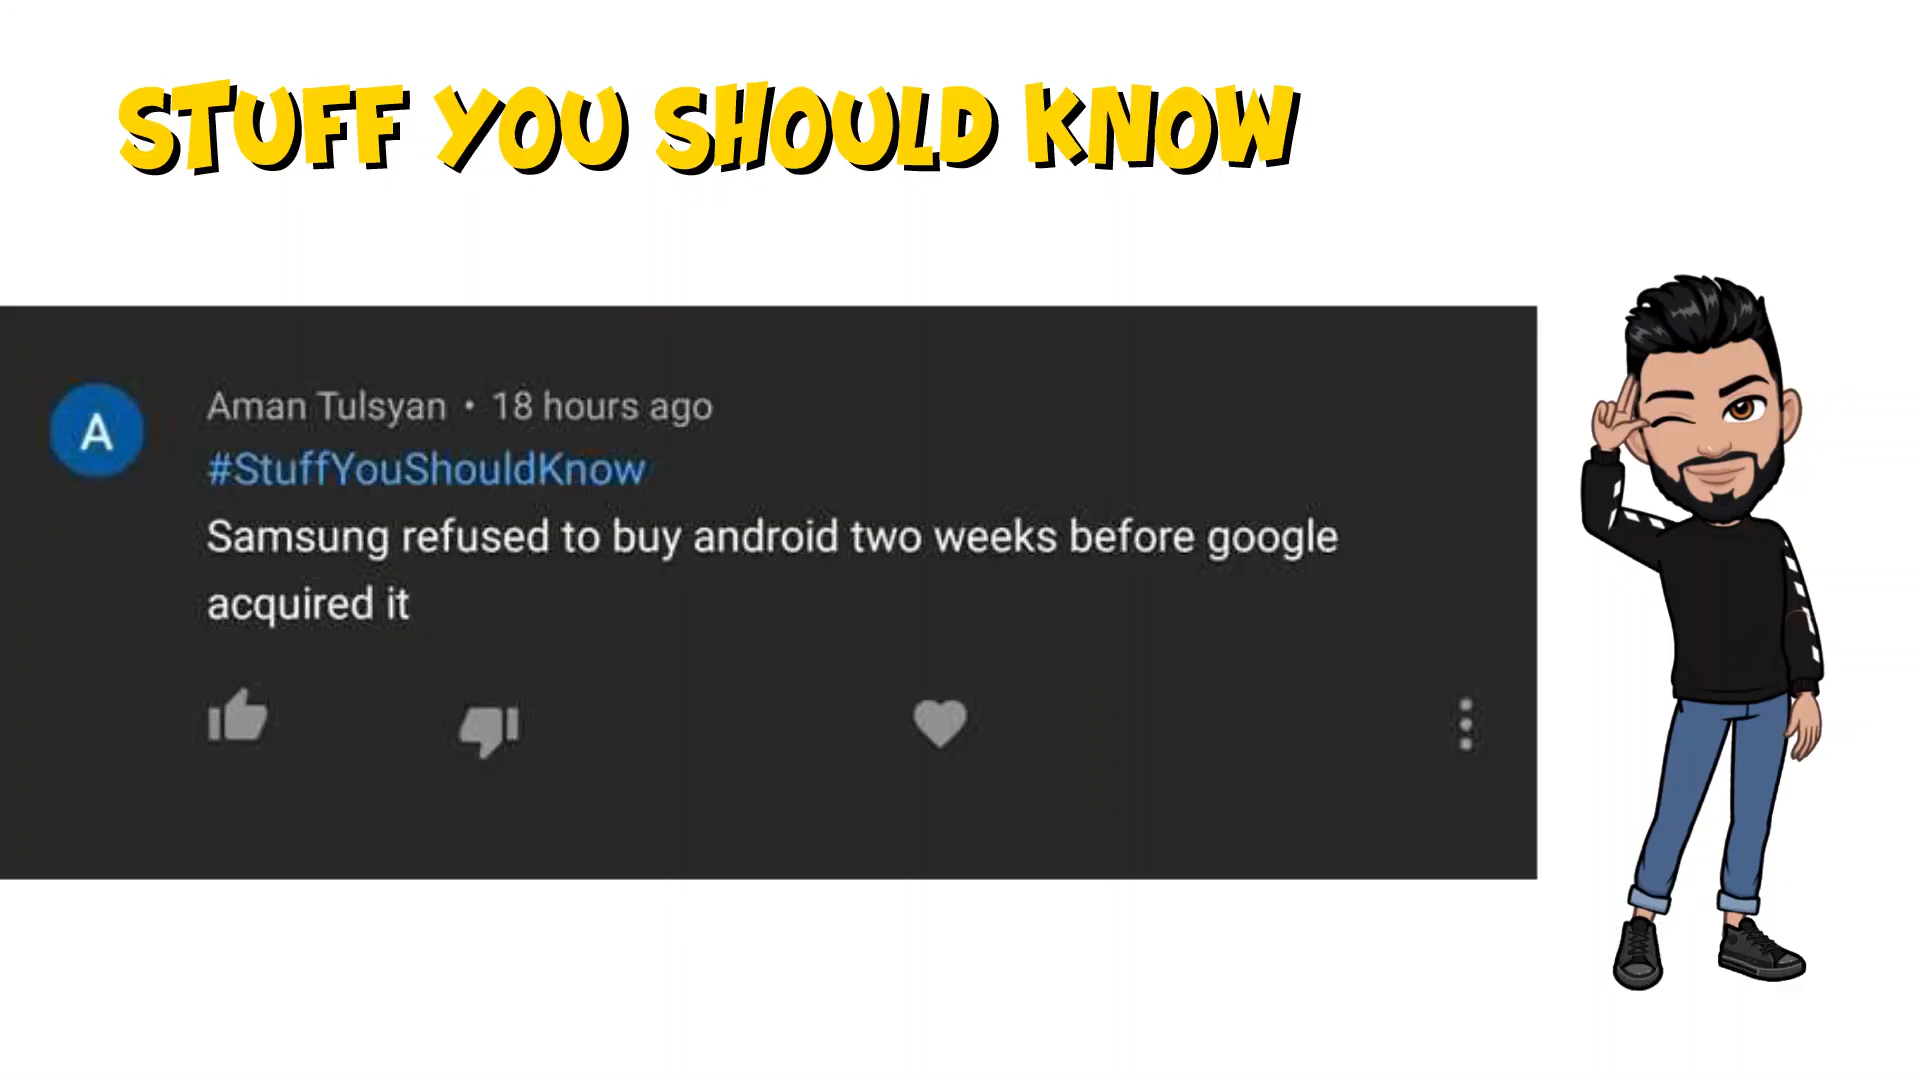 STUFF YOU SHOULD KNOW
A
Aman Tulsyan • 18 hours ago
#StuffYouShouldKnow
Samsung refused to buy android two weeks before google
acquired it